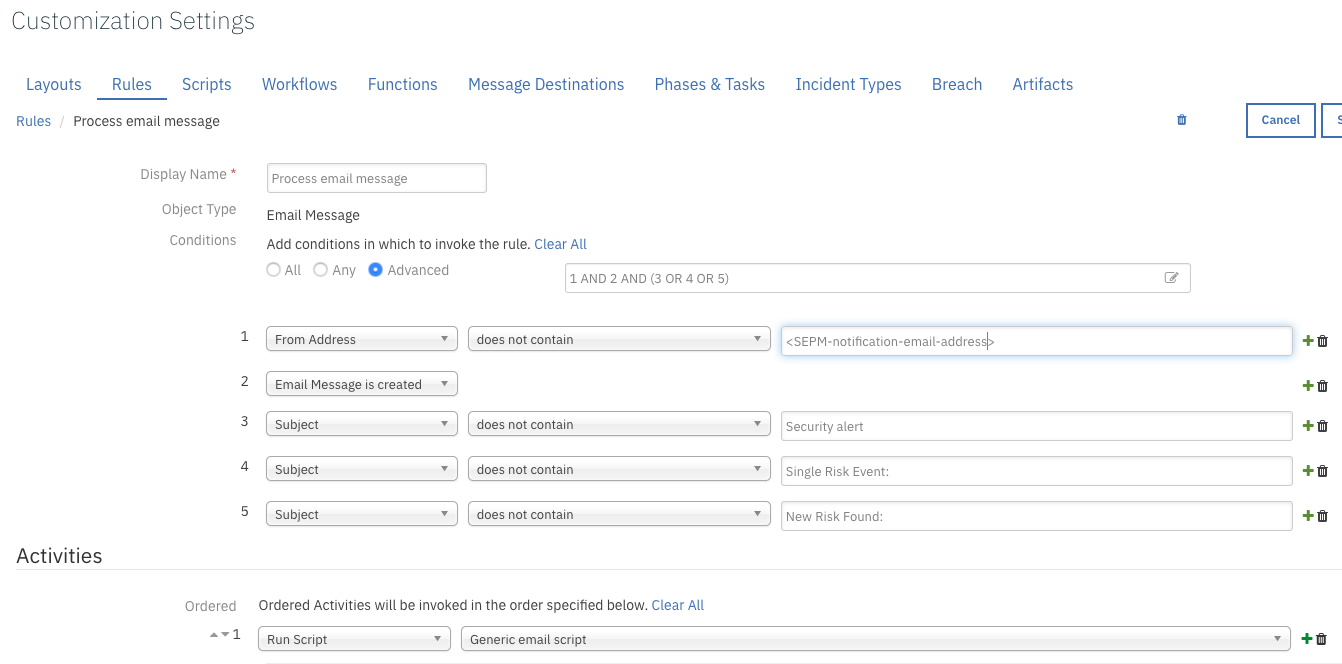 Customization Settings
Layouts Rules Scripts Workflows Functions Message Destinations Phases & Tasks Incident Types Breach Artifacts
Rules / Process email message Cancel S
Display Name * Process email message
Object Type Email Message
Conditions Add conditions in which to invoke the rule. Clear All
All Any Advanced 1 AND 2 AND (3 OR 4 OR 5)
1 From Address does not contain <SEPM-notification-email-address>
2 Email Message is created
3 Subject does not contain Security alert
4 Subject does not contain Single Risk Event:
5 Subject does not contain New Risk Found:
Activities
Ordered Ordered Activities will be invoked in the order specified below. Clear All
1 Run Script Generic email script